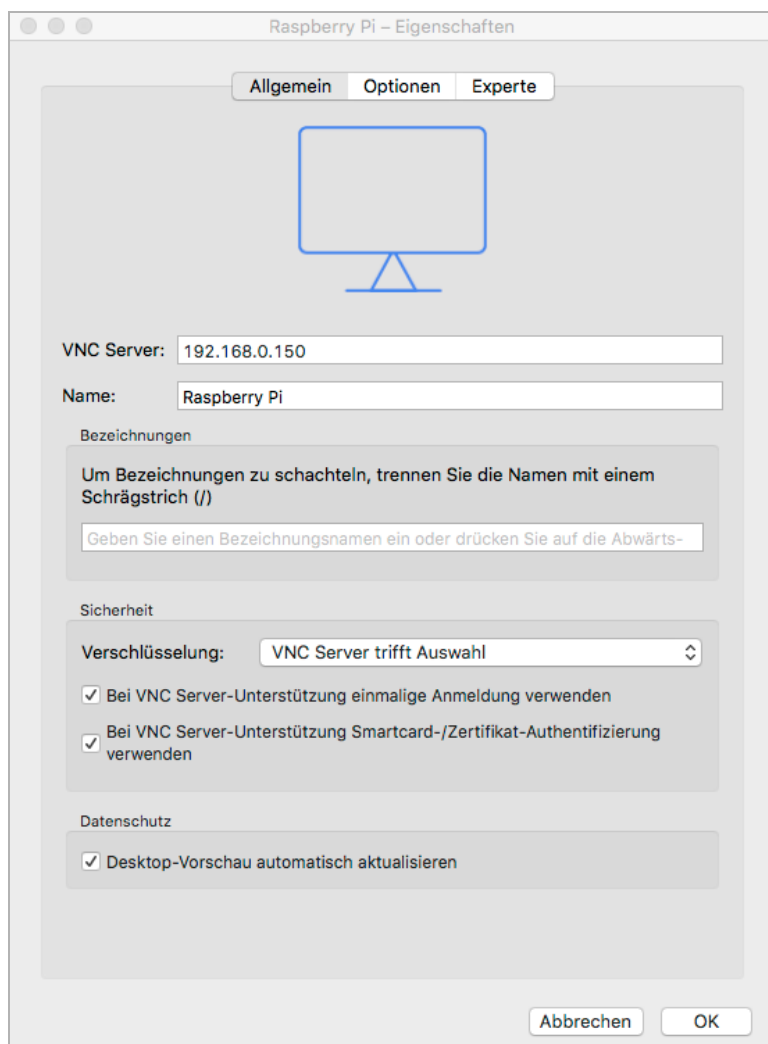 Raspberry Pi – Eigenschaften
Allgemein Optionen Experte
VNC Server: 192.168.0.150
Name: Raspberry Pi
Bezeichnungen
Um Bezeichnungen zu schachteln, trennen Sie die Namen mit einem
Schrägstrich (/)
Geben Sie einen Bezeichnungsnamen ein oder drücken Sie auf die Abwärts-
Sicherheit
Verschlüsselung: VNC Server trifft Auswahl
Bei VNC Server-Unterstützung einmalige Anmeldung verwenden
Bei VNC Server-Unterstützung Smartcard-/Zertifikat-Authentifizierung
verwenden
Datenschutz
Desktop-Vorschau automatisch aktualisieren
Abbrechen OK